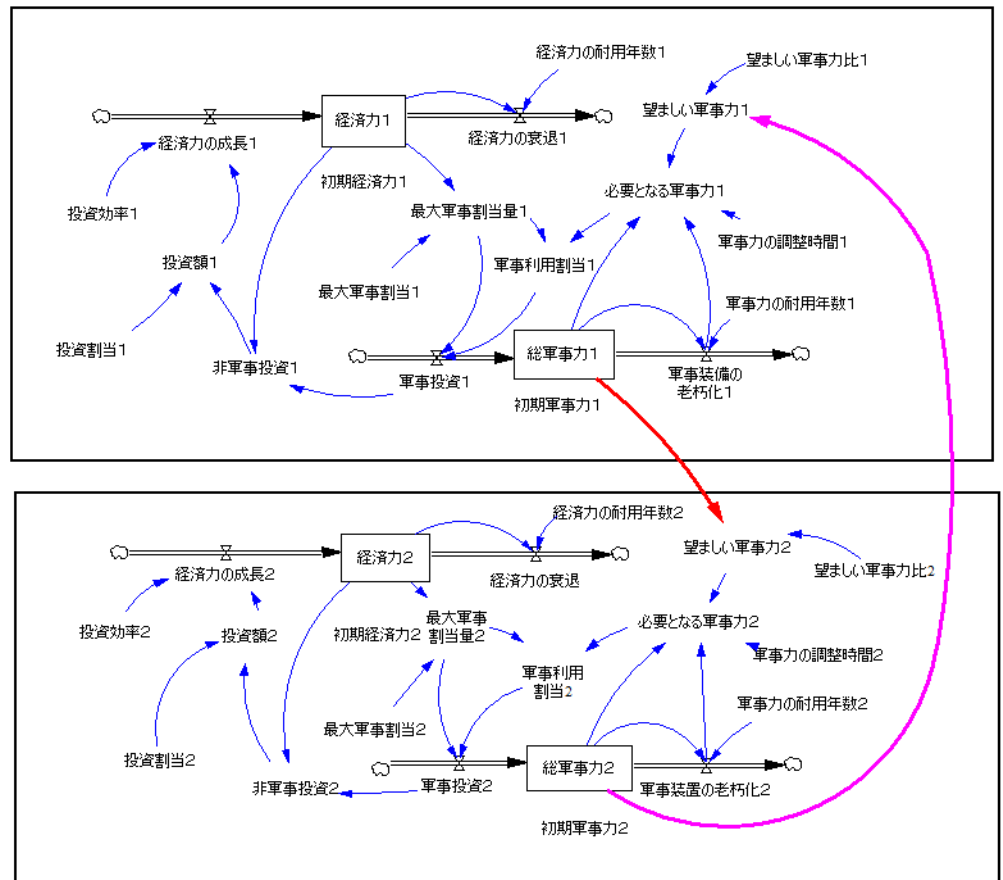 経済力の耐用年数1
望ましい軍事力比1
望ましい軍事力1
経済力1
経済力の成長1
経済力の衰退1
初期経済力1
必要となる軍事力1
投資効率1
最大軍事割当量1
軍事力の調整時間1
投資額1
軍事利用割当1
最大軍事割当1
軍事力の耐用年数1
投資割当1
総軍事力1
非軍事投資1
軍事投資1
軍事装備の
老朽化1
初期軍事力1
経済力の耐用年数2
望ましい軍事力2
経済力2
経済力の成長2
経済力の衰退
望ましい軍事力比2
投資効率2
投資額2
初期経済力2
最大軍事
割当量2
必要となる軍事力2
軍事力の調整時間2
軍事利用
割当2
軍事力の耐用年数2
最大軍事割当2
投資割当2
総軍事力2
非軍事投資2
軍事投資2
軍事装置の老朽化2
初期軍事力2